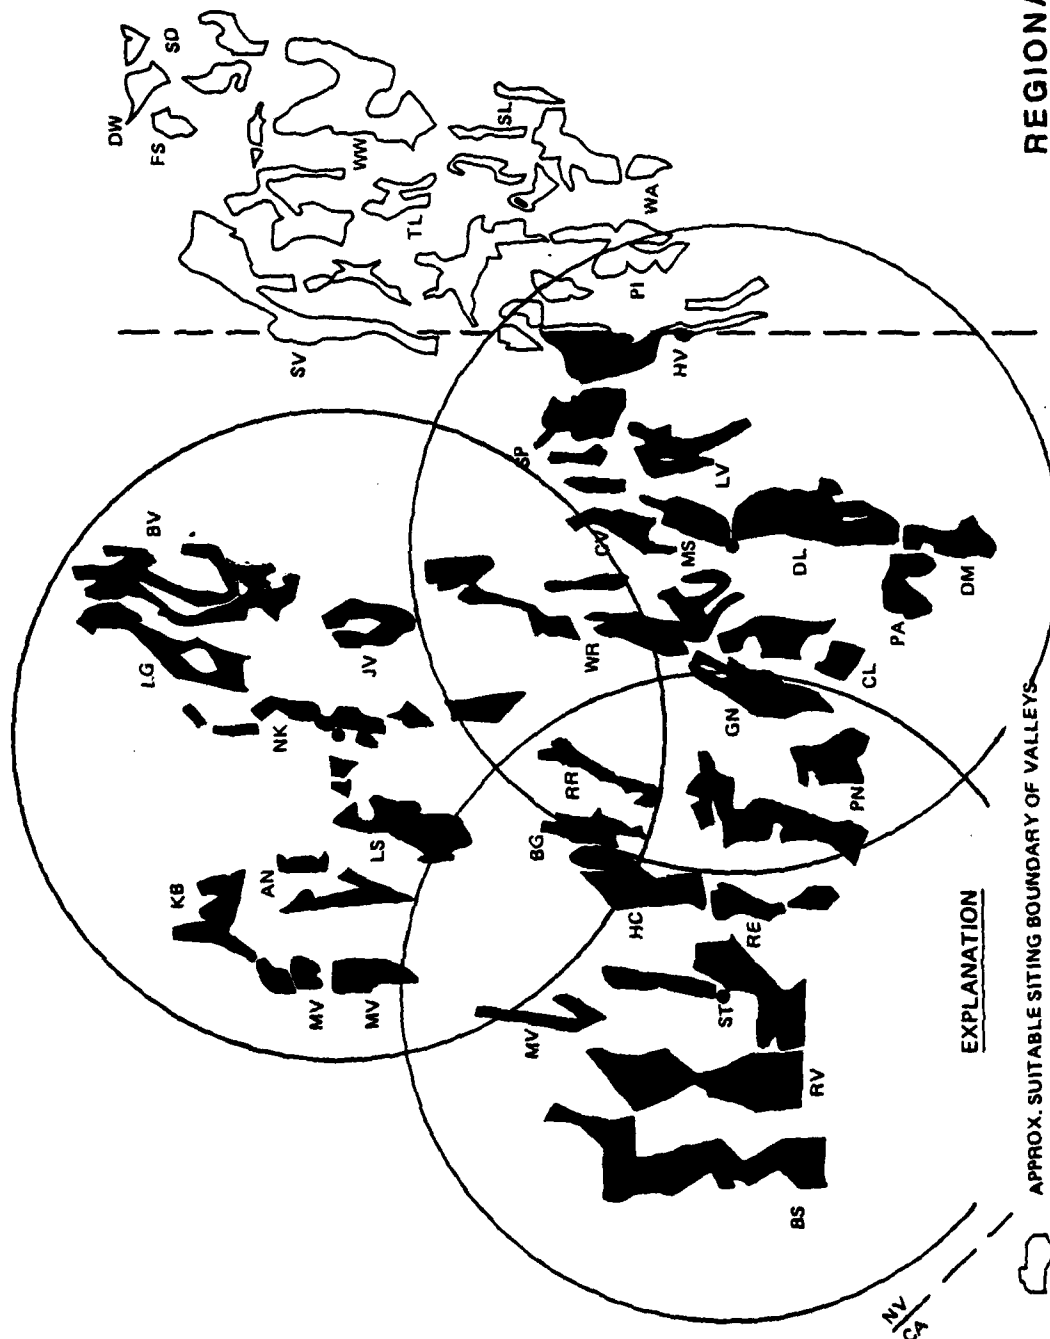 DW
SD
FS
WW
SL
TL
WA
SV
PI
HV
REGIONA
BV
SP
LV
CV
MS
DL
DM
LG
JV
WR
PA
CL
NK
GN
RR
PN
LS
BG
KB
AN
HC
RE
MV
MV
MV
ST
RV
BS
NV
CA
EXPLANATION
APPROX. SUITABLE SITING BOUNDARY OF VALLEYS